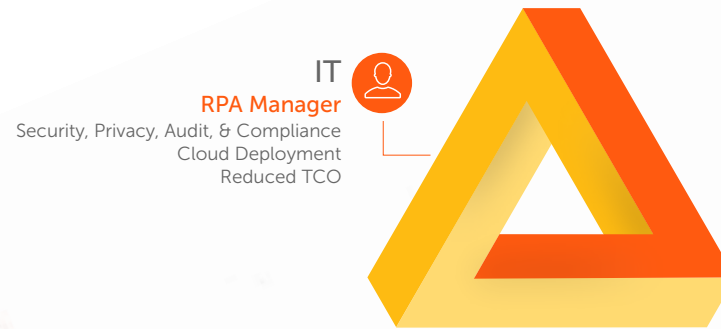 IT
RPA Manager
Security, Privacy, Audit, & Compliance
Cloud Deployment
Reduced TCO